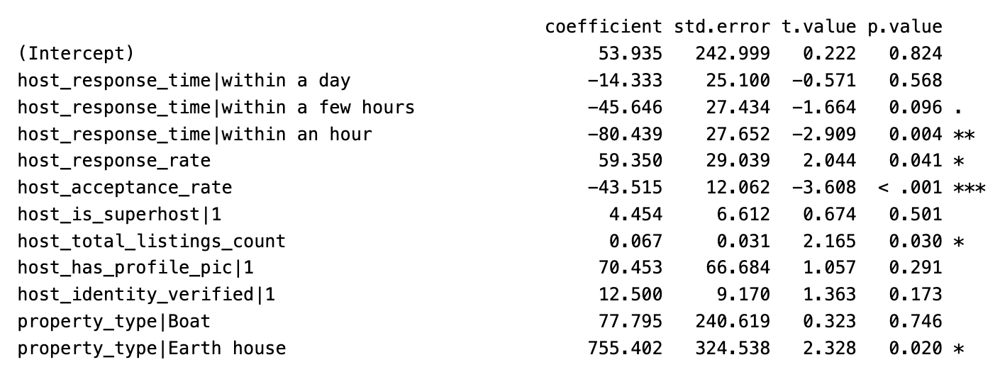 coefficient std.error t.value p.value
(Intercept) 53.935 242.999 0.222 0.824
host_response_time|within a day -14.333 25.100 -0.571 0.568
host_response_time|within a few hours -45.646 27.434 -1.664 0.096 .
host_response_time|within an hour -80.439 27.652 -2.909 0.004 **
host_response_rate 59.350 29.039 2.044 0.041 *
host_acceptance_rate -43.515 12.062 -3.608 < .001 ***
host_is_superhost|1 4.454 6.612 0.674 0.501
host_total_listings_count 0.067 0.031 2.165 0.030 *
host_has_profile_pic|1 70.453 66.684 1.057 0.291
host_identity_verified|1 12.500 9.170 1.363 0.173
property_type|Boat 77.795 240.619 0.323 0.746
property_type|Earth house 755.402 324.538 2.328 0.020 *